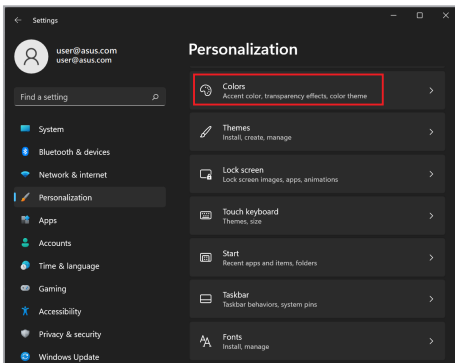 Settings
user@asus.com
user@asus.com
Find a setting
System
Bluetooth & devices
Network & internet
Personalization
Apps
Accounts
Time & language
Gaming
Accessibility
Privacy & security
Windows Update
Personalization
Colors
Accent color, transparency effects, color theme
Themes
Install, create, manage
Lock screen
Lock screen images, apps, animations
Touch keyboard
Themes, size
Start
Recent apps and items, folders
Taskbar
Taskbar behaviors, system pins
Fonts
Install, manage